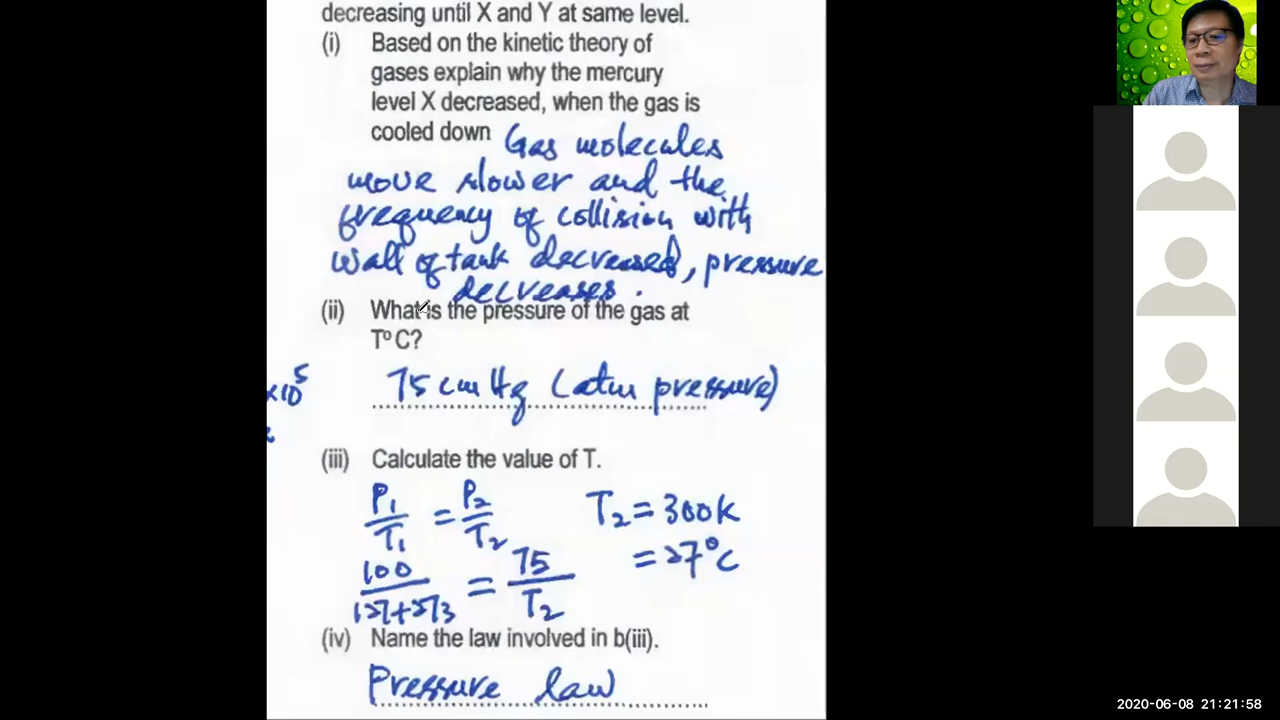 decreasing until X and Y at same level.
(i) Based on the kinetic theory of
gases explain why the mercury
level X decreased, when the gas is
cooled down Gas molecules
move slower and the
frequency of collision with
wall of tank decreased, pressure
decreases.
(ii) What is the pressure of the gas at
T°C?
×10⁵
75 cm Hg (atm pressure)
(iii) Calculate the value of T.
P₁/T₁ = P₂/T₂ T₂ = 300K
= 27°C
100/127+273 = 75/T₂
(iv) Name the law involved in b(iii).
Pressure law
2020-06-08 21:21:58